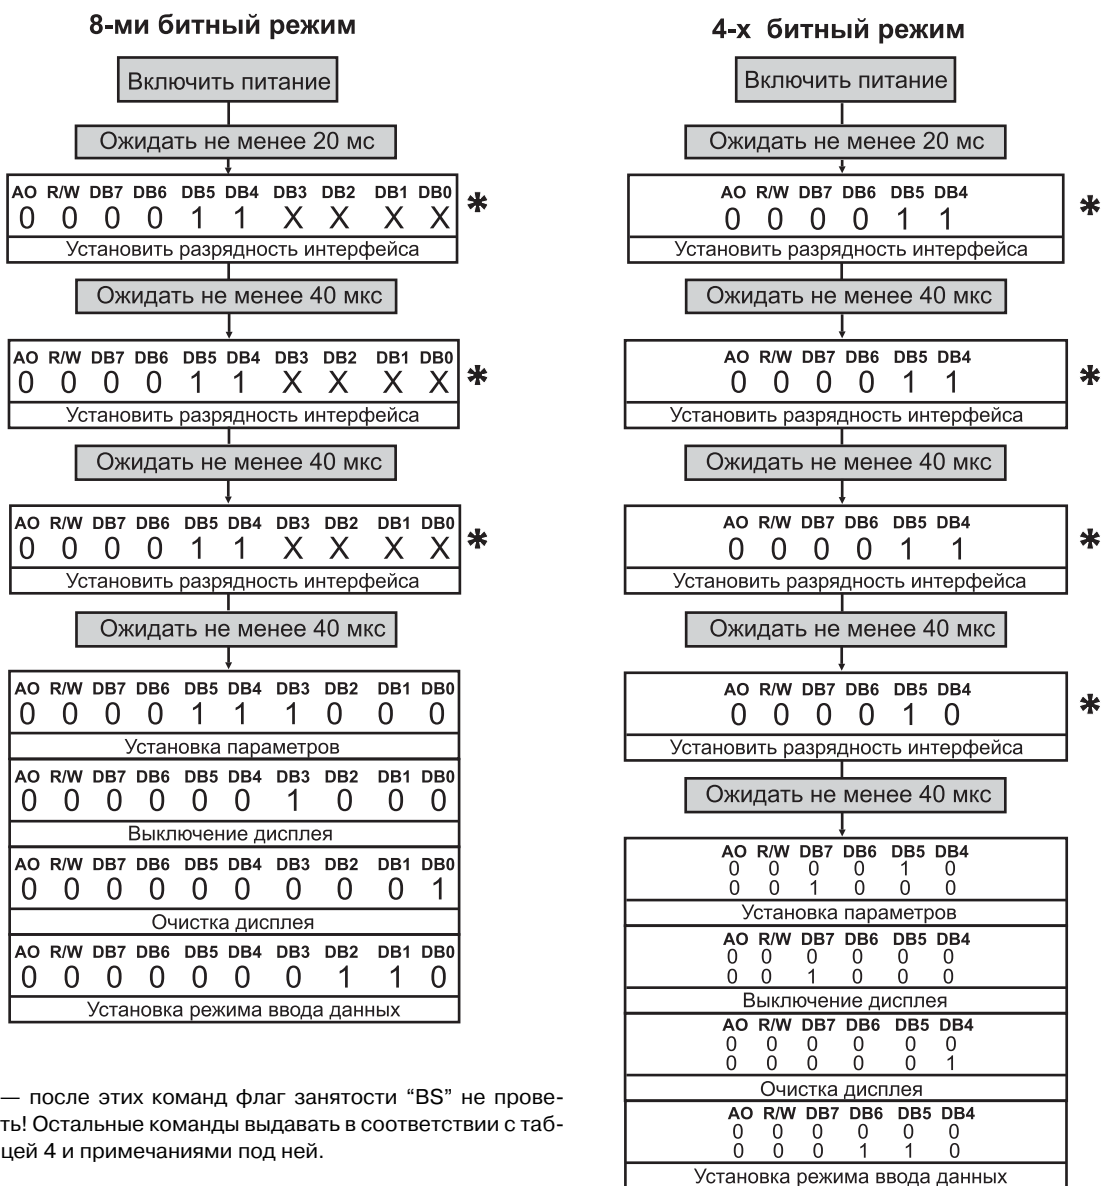 8-ми битный режим
Включить питание
Ожидать не менее 20 мс
AO R/W DB7 DB6 DB5 DB4 DB3 DB2 DB1 DB0
0 0 0 0 1 1 X X X X *
Установить разрядность интерфейса
Ожидать не менее 40 мкс
AO R/W DB7 DB6 DB5 DB4 DB3 DB2 DB1 DB0
0 0 0 0 1 1 X X X X *
Установить разрядность интерфейса
Ожидать не менее 40 мкс
AO R/W DB7 DB6 DB5 DB4 DB3 DB2 DB1 DB0
0 0 0 0 1 1 X X X X *
Установить разрядность интерфейса
Ожидать не менее 40 мкс
AO R/W DB7 DB6 DB5 DB4 DB3 DB2 DB1 DB0
0 0 0 0 1 1 1 0 0 0
Установка параметров
AO R/W DB7 DB6 DB5 DB4 DB3 DB2 DB1 DB0
0 0 0 0 0 0 1 0 0 0
Выключение дисплея
AO R/W DB7 DB6 DB5 DB4 DB3 DB2 DB1 DB0
0 0 0 0 0 0 0 0 0 1
Очистка дисплея
AO R/W DB7 DB6 DB5 DB4 DB3 DB2 DB1 DB0
0 0 0 0 0 0 0 1 1 0
Установка режима ввода данных
— после этих команд флаг занятости “BS” не прове-
ть! Остальные команды выдавать в соответствии с таб-
цей 4 и примечаниями под ней.
4-х битный режим
Включить питание
Ожидать не менее 20 мс
AO R/W DB7 DB6 DB5 DB4
0 0 0 0 1 1 *
Установить разрядность интерфейса
Ожидать не менее 40 мкс
AO R/W DB7 DB6 DB5 DB4
0 0 0 0 1 1 *
Установить разрядность интерфейса
Ожидать не менее 40 мкс
AO R/W DB7 DB6 DB5 DB4
0 0 0 0 1 1 *
Установить разрядность интерфейса
Ожидать не менее 40 мкс
AO R/W DB7 DB6 DB5 DB4
0 0 0 0 1 0 *
Установить разрядность интерфейса
Ожидать не менее 40 мкс
AO R/W DB7 DB6 DB5 DB4
0 0 0 0 1 0
0 0 1 0 0 0
Установка параметров
AO R/W DB7 DB6 DB5 DB4
0 0 0 0 0 0
0 0 1 0 0 0
Выключение дисплея
AO R/W DB7 DB6 DB5 DB4
0 0 0 0 0 0
0 0 0 0 0 1
Очистка дисплея
AO R/W DB7 DB6 DB5 DB4
0 0 0 0 0 0
0 0 0 1 1 0
Установка режима ввода данных